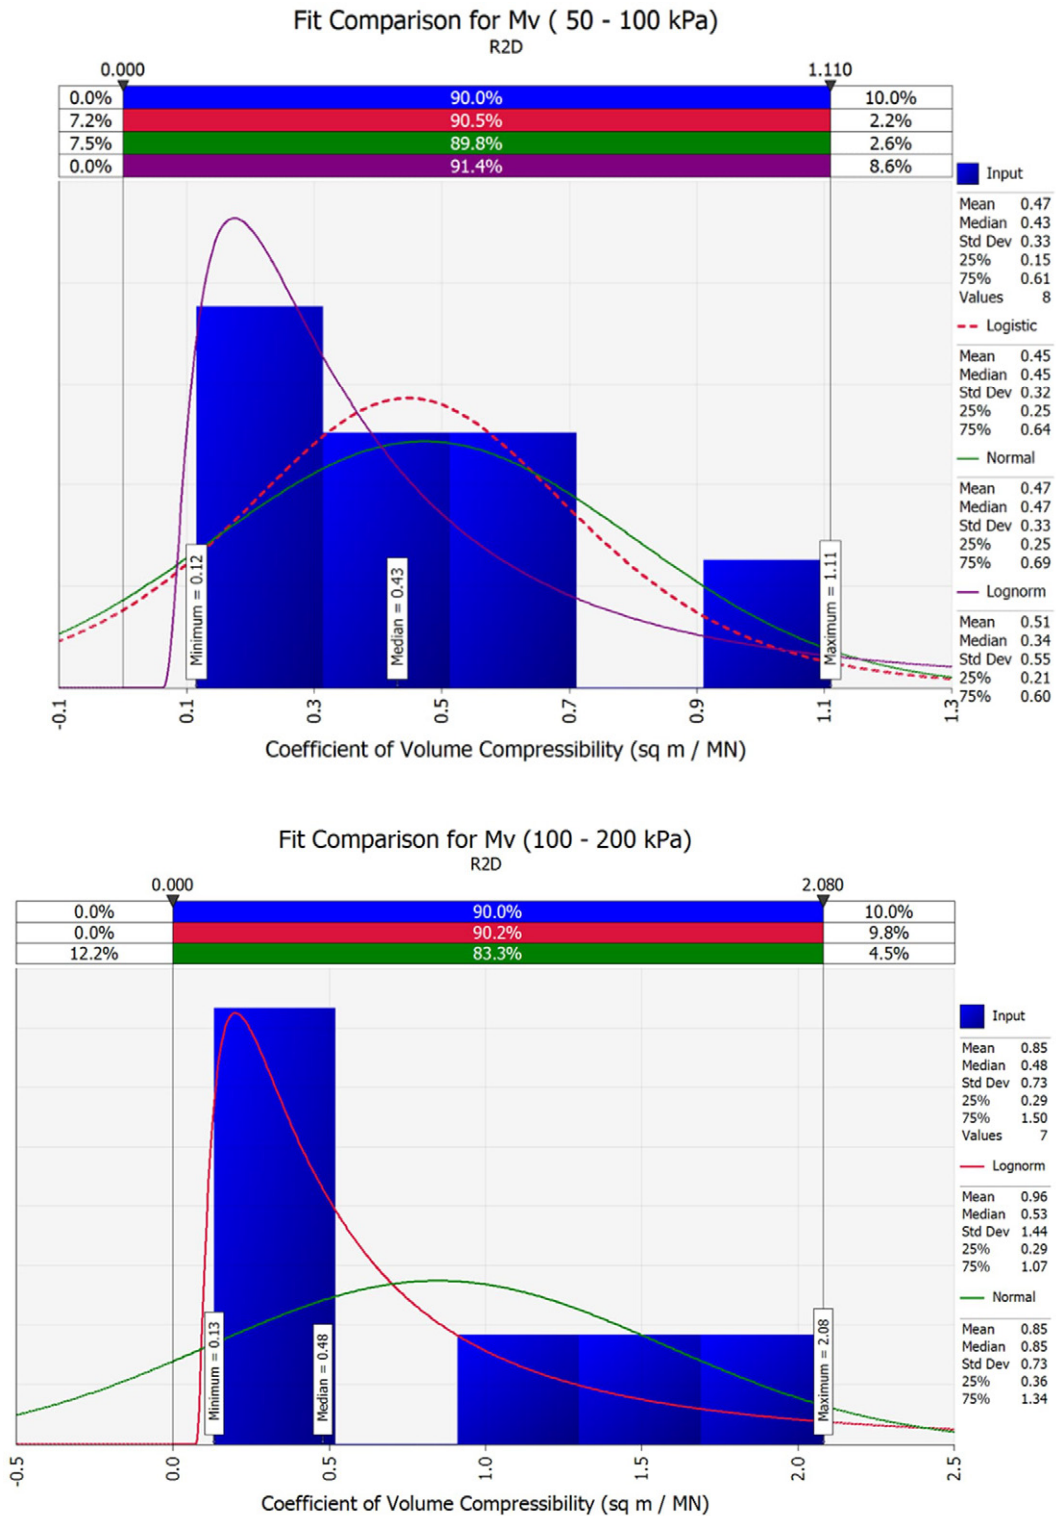 Fit Comparison for Mv ( 50 - 100 kPa)
R2D
0.000 1.110
0.0% 90.0% 10.0%
7.2% 90.5% 2.2%
7.5% 89.8% 2.6%
0.0% 91.4% 8.6%
Input
Mean 0.47
Median 0.43
Std Dev 0.33
25% 0.15
75% 0.61
Values 8
Logistic
Mean 0.45
Median 0.45
Std Dev 0.32
25% 0.25
75% 0.64
Normal
Mean 0.47
Median 0.47
Std Dev 0.33
25% 0.25
75% 0.69
Lognorm
Mean 0.51
Median 0.34
Std Dev 0.55
25% 0.21
75% 0.60
Minimum = 0.12
Median = 0.43
Maximum = 1.11
-0.1 0.1 0.3 0.5 0.7 0.9 1.1 1.3
Coefficient of Volume Compressibility (sq m / MN)
Fit Comparison for Mv (100 - 200 kPa)
R2D
0.000 2.080
0.0% 90.0% 10.0%
0.0% 90.2% 9.8%
12.2% 83.3% 4.5%
Input
Mean 0.85
Median 0.48
Std Dev 0.73
25% 0.29
75% 1.50
Values 7
Lognorm
Mean 0.96
Median 0.53
Std Dev 1.44
25% 0.29
75% 1.07
Normal
Mean 0.85
Median 0.85
Std Dev 0.73
25% 0.36
75% 1.34
Minimum = 0.13
Median = 0.48
Maximum = 2.08
-0.5 0.0 0.5 1.0 1.5 2.0 2.5
Coefficient of Volume Compressibility (sq m / MN)